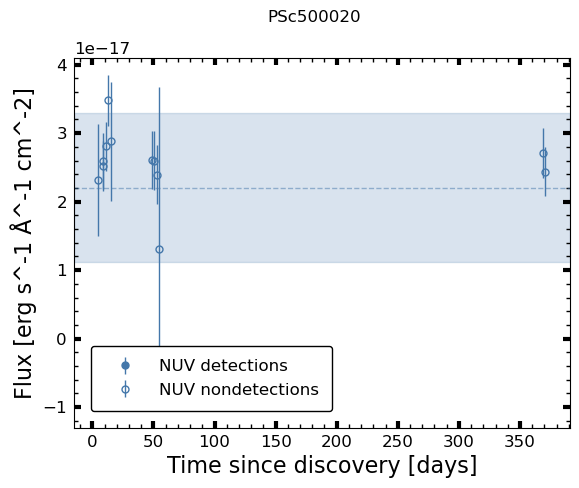 PSc500020
1e−17
4
3
2
1
0
−1
Flux [erg s^-1 Å^-1 cm^-2]
NUV detections
NUV nondetections
0 50 100 150 200 250 300 350
Time since discovery [days]